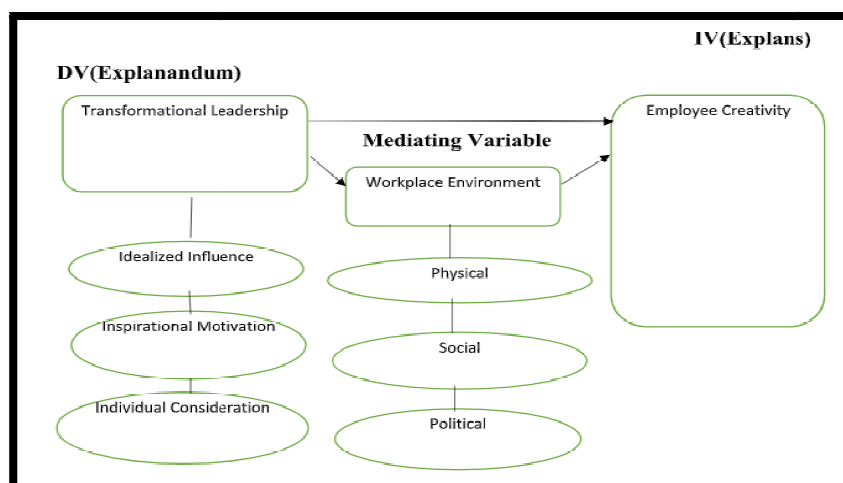 IV(Explans)
DV(Explanandum)
Transformational Leadership
Employee Creativity
Mediating Variable
Workplace Environment
Idealized Influence
Physical
Inspirational Motivation
Social
Individual Consideration
Political